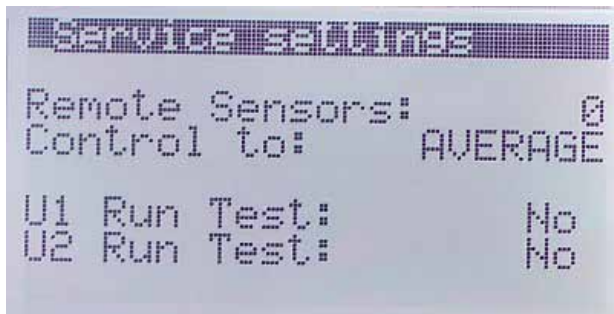 Service settings
Remote Sensors: 0
Control to: AVERAGE
U1 Run Test: No
U2 Run Test: No